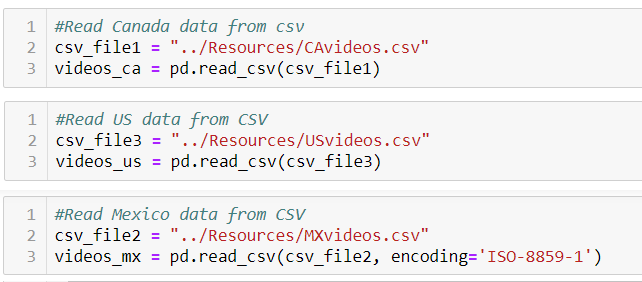 1 #Read Canada data from csv
2 csv_file1 = "../Resources/CAvideos.csv"
3 videos_ca = pd.read_csv(csv_file1)
1 #Read US data from CSV
2 csv_file3 = "../Resources/USvideos.csv"
3 videos_us = pd.read_csv(csv_file3)
1 #Read Mexico data from CSV
2 csv_file2 = "../Resources/MXvideos.csv"
3 videos_mx = pd.read_csv(csv_file2, encoding='ISO-8859-1')